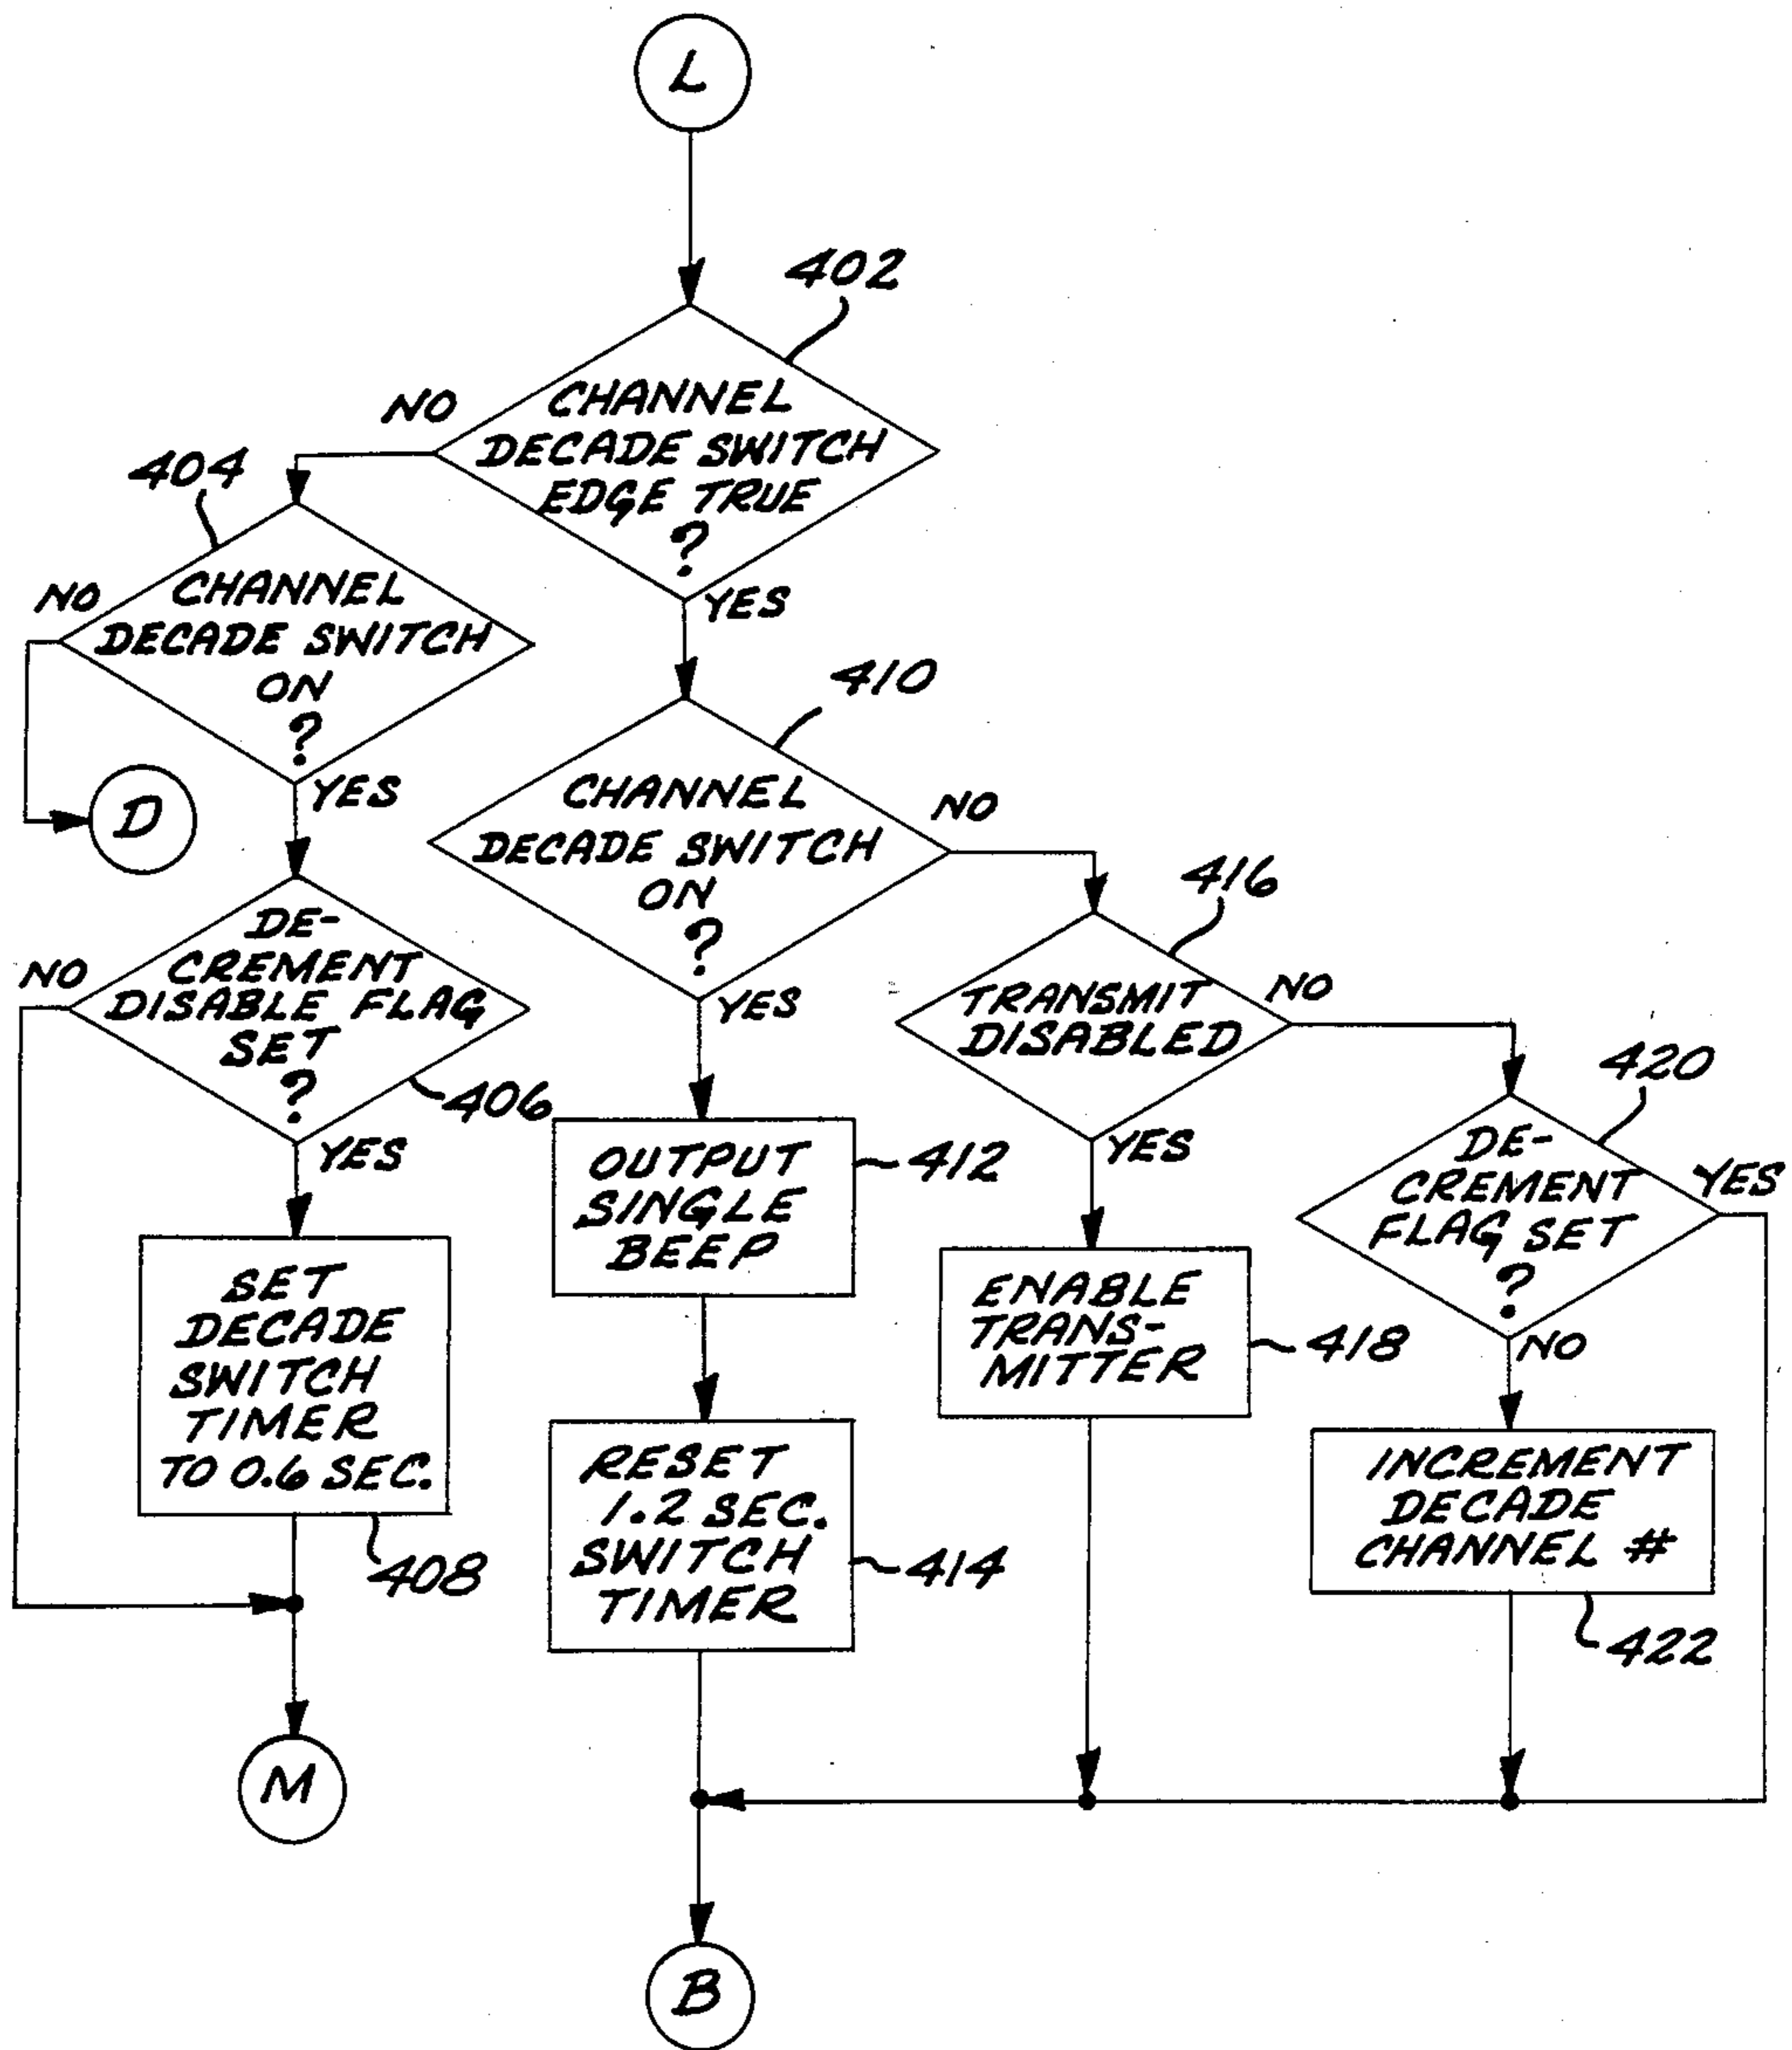 L
402
NO
CHANNEL
DECADE SWITCH
EDGE TRUE
?
YES
404
NO
CHANNEL
DECADE SWITCH
ON
?
YES
D
410
CHANNEL
DECADE SWITCH
ON
?
NO
YES
DE-
CREMENT
DISABLE FLAG
SET
?
NO
406
YES
416
TRANSMIT
DISABLED
NO
YES
420
DE-
CREMENT
FLAG SET
?
YES
NO
OUTPUT
SINGLE
BEEP
412
SET
DECADE
SWITCH
TIMER
TO 0.6 SEC.
408
ENABLE
TRANS-
MITTER
418
RESET
1.2 SEC.
SWITCH
TIMER
414
INCREMENT
DECADE
CHANNEL #
422
M
B